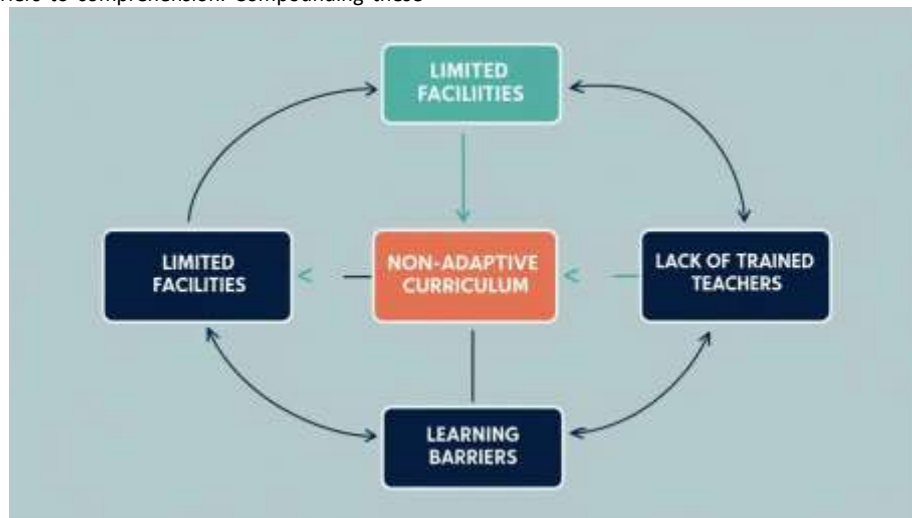 to comprehension. Compounding these
LIMITED
FACILIITIES
LIMITED
FACILITIES
NON-ADAPTIVE
CURRICULUM
LACK OF TRAINED
TEACHERS
LEARNING
BARRIERS